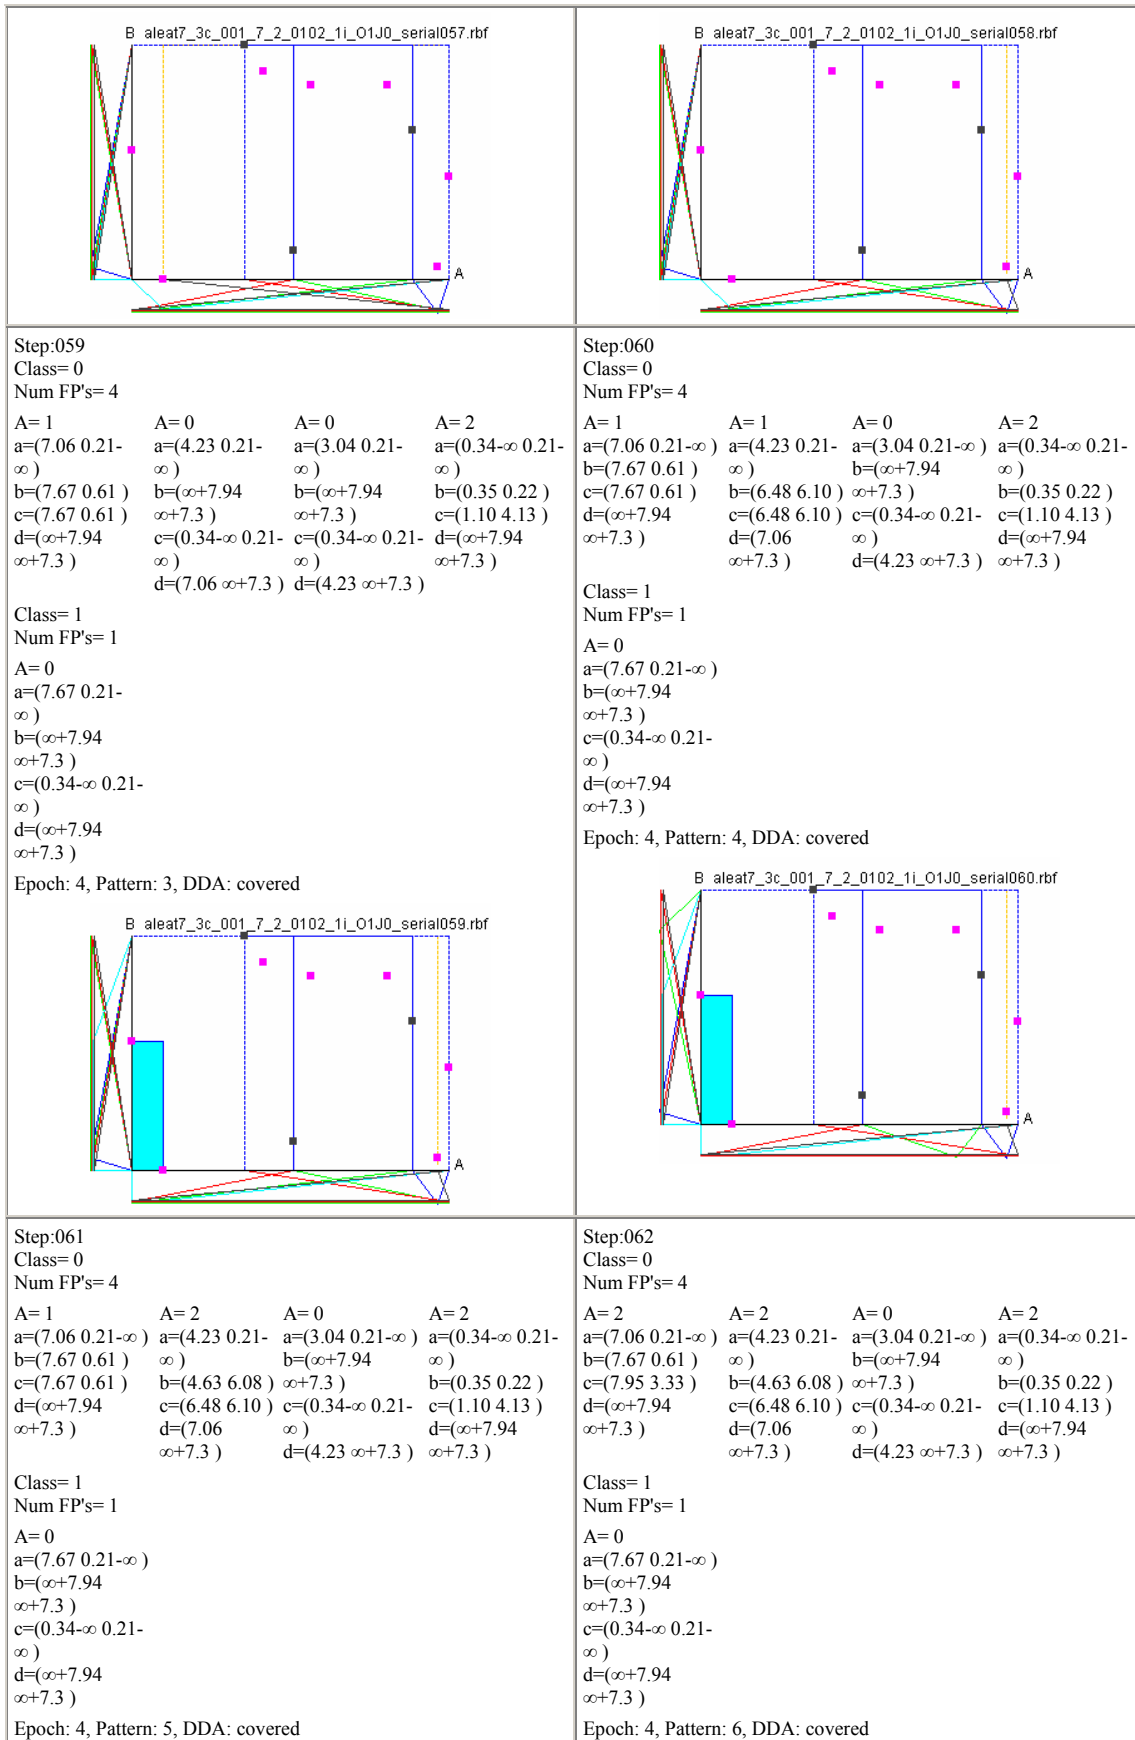 B aleat7_3c_001_7_2_0102_1i_O1J0_serial057.rbf
A
B aleat7_3c_001_7_2_0102_1i_O1J0_serial058.rbf
A
Step:059
Class= 0
Num FP's= 4
A= 1
a=(7.06 0.21-
∞ )
b=(7.67 0.61 )
c=(7.67 0.61 )
d=(∞+7.94
∞+7.3 )
A= 0
a=(4.23 0.21-
∞ )
b=(∞+7.94
∞+7.3 )
c=(0.34-∞ 0.21-
∞ )
d=(7.06 ∞+7.3 )
A= 0
a=(3.04 0.21-
∞ )
b=(∞+7.94
∞+7.3 )
c=(0.34-∞ 0.21-
∞ )
d=(4.23 ∞+7.3 )
A= 2
a=(0.34-∞ 0.21-
∞ )
b=(0.35 0.22 )
c=(1.10 4.13 )
d=(∞+7.94
∞+7.3 )
Class= 1
Num FP's= 1
A= 0
a=(7.67 0.21-
∞ )
b=(∞+7.94
∞+7.3 )
c=(0.34-∞ 0.21-
∞ )
d=(∞+7.94
∞+7.3 )
Epoch: 4, Pattern: 3, DDA: covered
B aleat7_3c_001_7_2_0102_1i_O1J0_serial059.rbf
A
Step:060
Class= 0
Num FP's= 4
A= 1
a=(7.06 0.21-∞ )
b=(7.67 0.61 )
c=(7.67 0.61 )
d=(∞+7.94
∞+7.3 )
A= 1
a=(4.23 0.21-
∞ )
b=(6.48 6.10 )
c=(6.48 6.10 )
d=(7.06
∞+7.3 )
A= 0
a=(3.04 0.21-∞ )
b=(∞+7.94
∞+7.3 )
c=(0.34-∞ 0.21-
∞ )
d=(4.23 ∞+7.3 )
A= 2
a=(0.34-∞ 0.21-
∞ )
b=(0.35 0.22 )
c=(1.10 4.13 )
d=(∞+7.94
∞+7.3 )
Class= 1
Num FP's= 1
A= 0
a=(7.67 0.21-∞ )
b=(∞+7.94
∞+7.3 )
c=(0.34-∞ 0.21-
∞ )
d=(∞+7.94
∞+7.3 )
Epoch: 4, Pattern: 4, DDA: covered
B aleat7_3c_001_7_2_0102_1i_O1J0_serial060.rbf
A
Step:061
Class= 0
Num FP's= 4
A= 1
a=(7.06 0.21-∞ )
b=(7.67 0.61 )
c=(7.67 0.61 )
d=(∞+7.94
∞+7.3 )
A= 2
a=(4.23 0.21-
∞ )
b=(4.63 6.08 )
c=(6.48 6.10 )
d=(7.06
∞+7.3 )
A= 0
a=(3.04 0.21-∞ )
b=(∞+7.94
∞+7.3 )
c=(0.34-∞ 0.21-
∞ )
d=(4.23 ∞+7.3 )
A= 2
a=(0.34-∞ 0.21-
∞ )
b=(0.35 0.22 )
c=(1.10 4.13 )
d=(∞+7.94
∞+7.3 )
Class= 1
Num FP's= 1
A= 0
a=(7.67 0.21-∞ )
b=(∞+7.94
∞+7.3 )
c=(0.34-∞ 0.21-
∞ )
d=(∞+7.94
∞+7.3 )
Epoch: 4, Pattern: 5, DDA: covered
Step:062
Class= 0
Num FP's= 4
A= 2
a=(7.06 0.21-∞ )
b=(7.67 0.61 )
c=(7.95 3.33 )
d=(∞+7.94
∞+7.3 )
A= 2
a=(4.23 0.21-
∞ )
b=(4.63 6.08 )
c=(6.48 6.10 )
d=(7.06
∞+7.3 )
A= 0
a=(3.04 0.21-∞ )
b=(∞+7.94
∞+7.3 )
c=(0.34-∞ 0.21-
∞ )
d=(4.23 ∞+7.3 )
A= 2
a=(0.34-∞ 0.21-
∞ )
b=(0.35 0.22 )
c=(1.10 4.13 )
d=(∞+7.94
∞+7.3 )
Class= 1
Num FP's= 1
A= 0
a=(7.67 0.21-∞ )
b=(∞+7.94
∞+7.3 )
c=(0.34-∞ 0.21-
∞ )
d=(∞+7.94
∞+7.3 )
Epoch: 4, Pattern: 6, DDA: covered